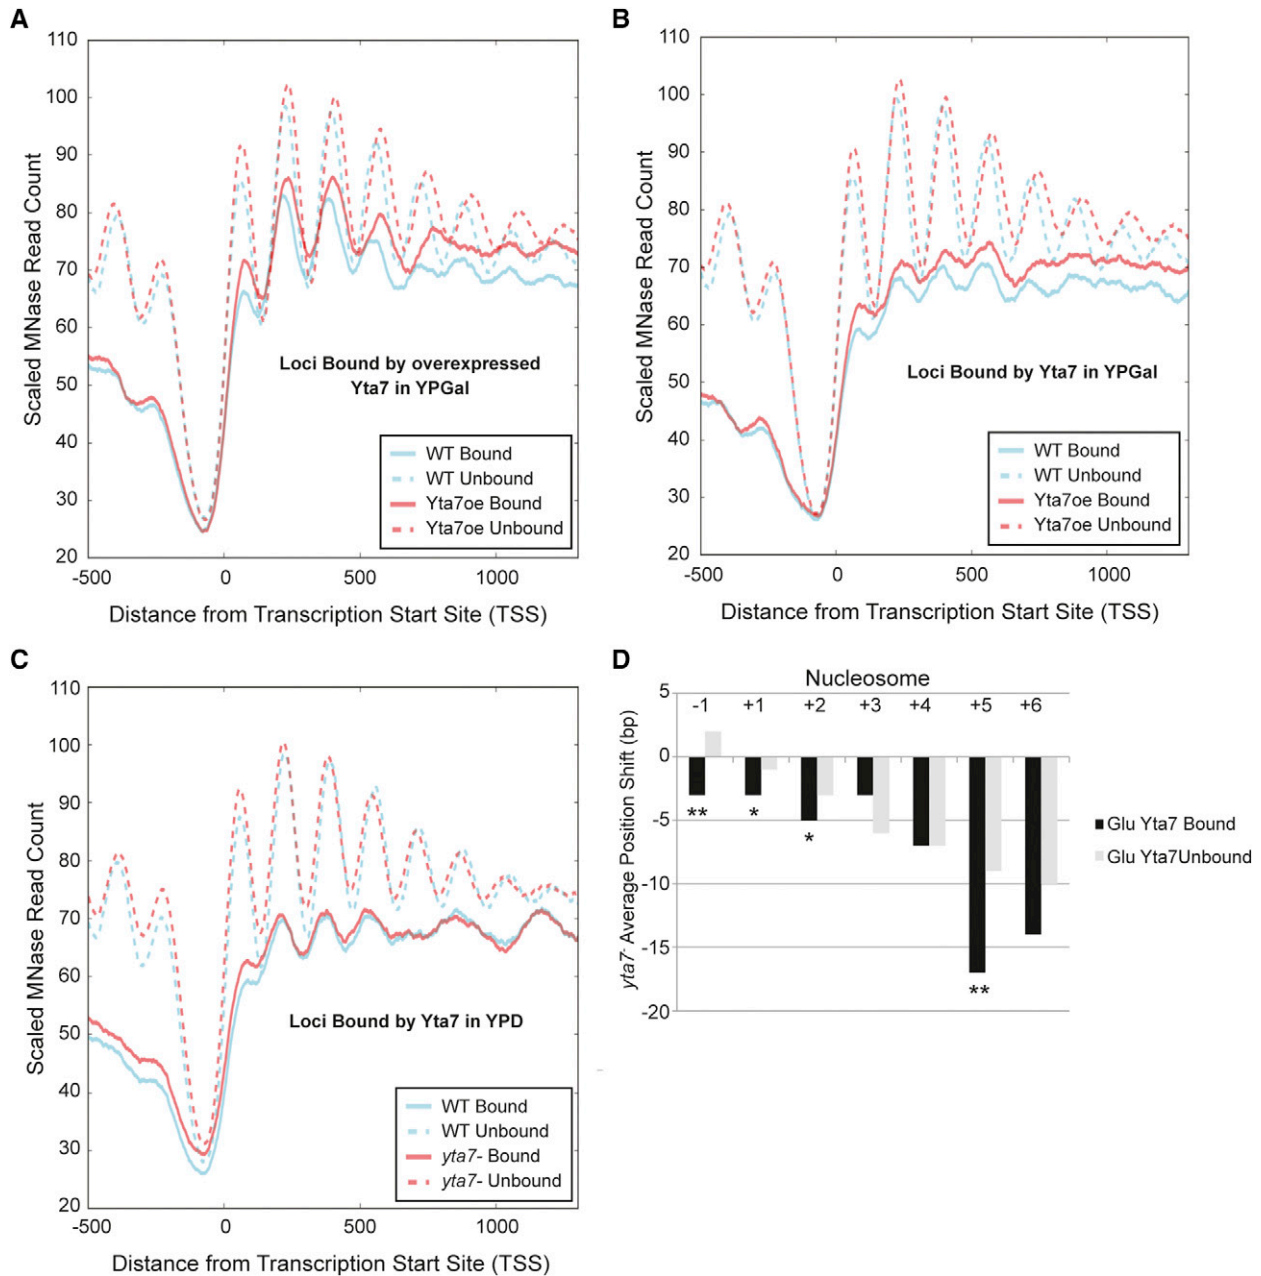 A
110
100
90
80
70
60
50
40
30
20
Scaled MNase Read Count
Loci Bound by overexpressed
Yta7 in YPGal
WT Bound
WT Unbound
Yta7oe Bound
Yta7oe Unbound
-500
0
500
1000
Distance from Transcription Start Site (TSS)
B
110
100
90
80
70
60
50
40
30
20
Scaled MNase Read Count
Loci Bound by Yta7 in YPGal
WT Bound
WT Unbound
Yta7oe Bound
Yta7oe Unbound
-500
0
500
1000
Distance from Transcription Start Site (TSS)
C
110
100
90
80
70
60
50
40
30
20
Scaled MNase Read Count
Loci Bound by Yta7 in YPD
WT Bound
WT Unbound
yta7- Bound
yta7- Unbound
-500
0
500
1000
Distance from Transcription Start Site (TSS)
D
Nucleosome
-1 +1 +2 +3 +4 +5 +6
5
0
-5
-10
-15
-20
yta7- Average Position Shift (bp)
** * * **
Glu Yta7 Bound
Glu Yta7Unbound